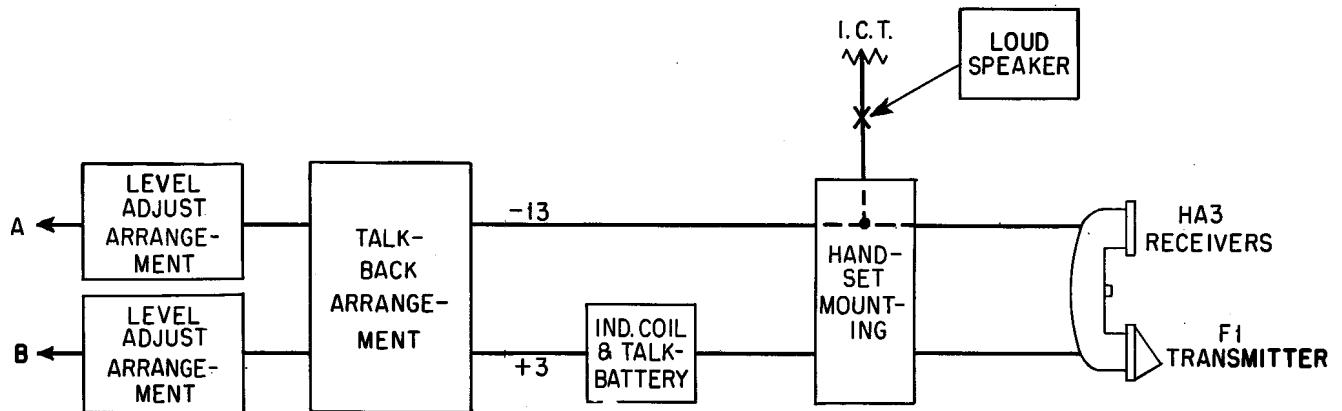 I.C.T.
LOUD
SPEAKER
LEVEL
ADJUST
ARRANGE-
MENT
A
TALK-
BACK
ARRANGE-
MENT
-13
HAND-
SET
MOUNT-
ING
HA3
RECEIVERS
LEVEL
ADJUST
ARRANGE-
MENT
B
+3
IND. COIL
& TALK-
BATTERY
F1
TRANSMITTER